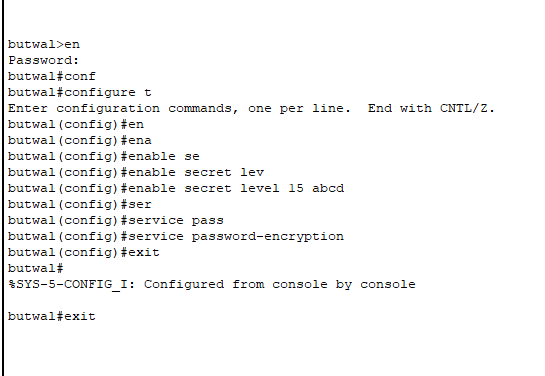 butwal>en
Password:
butwal#conf
butwal#configure t
Enter configuration commands, one per line.  End with CNTL/Z.
butwal(config)#en
butwal(config)#ena
butwal(config)#enable se
butwal(config)#enable secret lev
butwal(config)#enable secret level 15 abcd
butwal(config)#ser
butwal(config)#service pass
butwal(config)#service password-encryption
butwal(config)#exit
butwal#
%SYS-5-CONFIG_I: Configured from console by console
butwal#exit